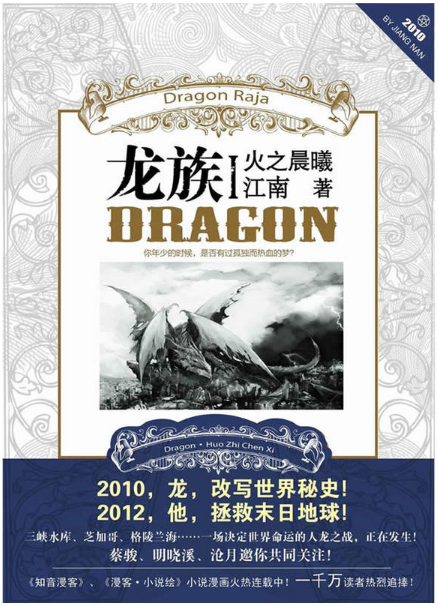 2010
BY JIANG NAN
Dragon Raja
龙族I火之晨曦
江南 著
DRAGON
你年少的时候，是否有过孤独而热血的梦？
Dragon • Huo Zhi Chen Xi
2010，龙，改写世界秘史！
2012，他，拯救末日地球！
三峡水库、芝加哥、格陵兰海……一场决定世界命运的人龙之战，正在发生！
蔡骏、明晓溪、沧月邀你共同关注！
《知音漫客》、《漫客·小说绘》小说漫画火热连载中！一千万读者热烈追捧！